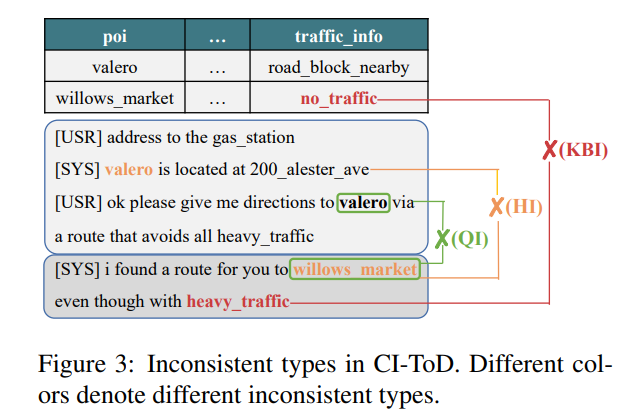 poi ... traffic_info
valero ... road_block_nearby
willows_market ... no_traffic
✗(KBI)
[USR] address to the gas_station
[SYS] valero is located at 200_alester_ave
[USR] ok please give me directions to valero via
✗(HI)
a route that avoids all heavy_traffic
✗(QI)
[SYS] i found a route for you to willows_market
even though with heavy_traffic
Figure 3: Inconsistent types in CI-ToD. Different col-
ors denote different inconsistent types.